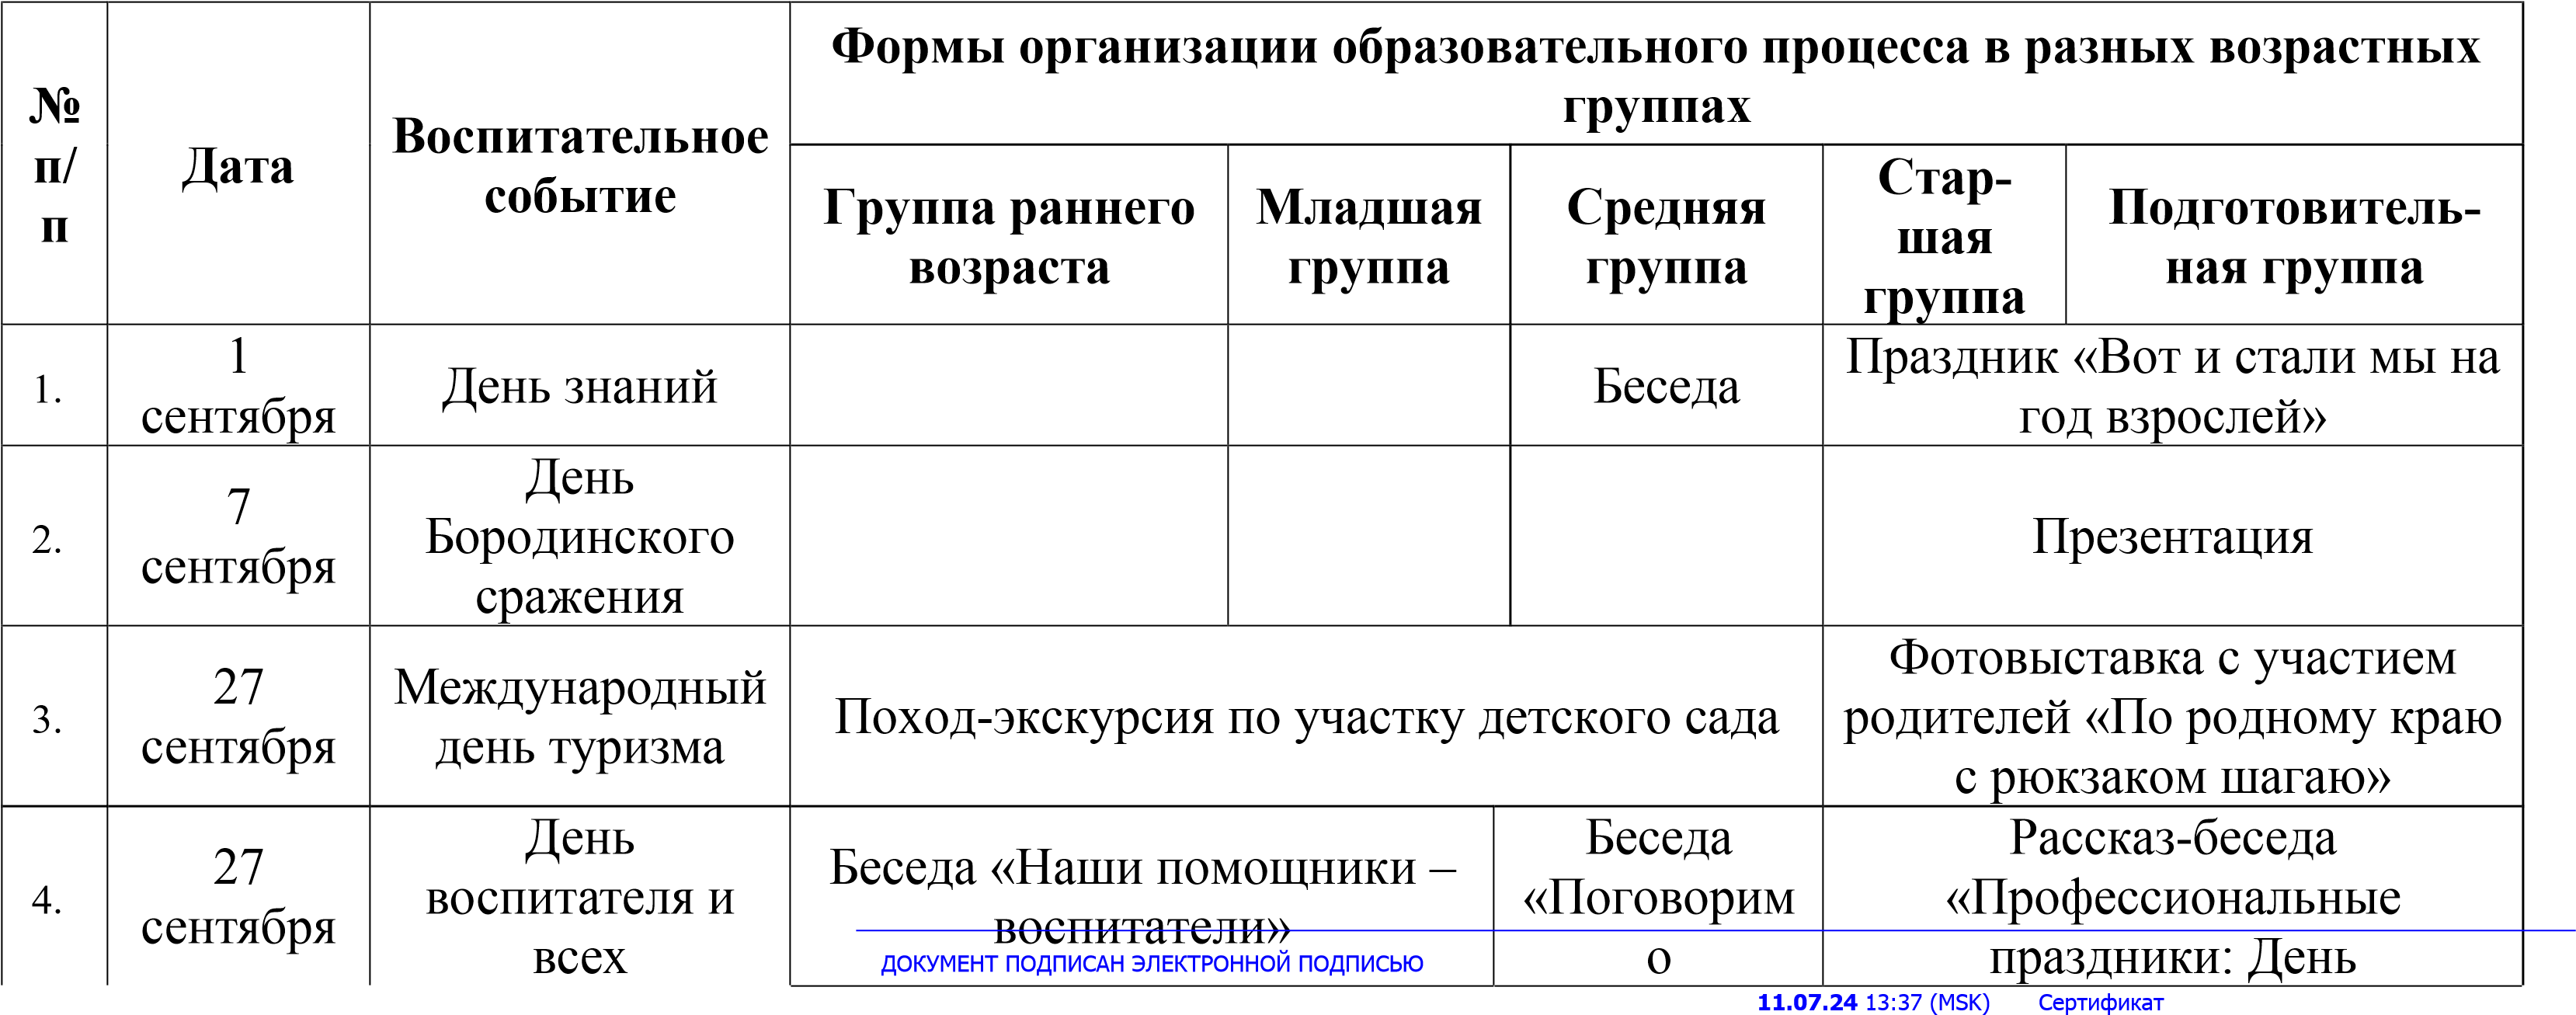 №
п/
п
Дата
Воспитательное
событие
Формы организации образовательного процесса в разных возрастных
группах
Группа раннего
возраста
Младшая
группа
Средняя
группа
Стар-
шая
группа
Подготовитель-
ная группа
1.
1
сентября
День знаний
Беседа
Праздник «Вот и стали мы на
год взрослей»
2.
7
сентября
День
Бородинского
сражения
Презентация
3.
27
сентября
Международный
день туризма
Поход-экскурсия по участку детского сада
Фотовыставка с участием
родителей «По родному краю
с рюкзаком шагаю»
4.
27
сентября
День
воспитателя и
всех
Беседа «Наши помощники –
воспитатели»
Беседа
«Поговорим
о
Рассказ-беседа
«Профессиональные
праздники: День
ДОКУМЕНТ ПОДПИСАН ЭЛЕКТРОННОЙ ПОДПИСЬЮ
11.07.24 13:37 (MSK) Сертификат